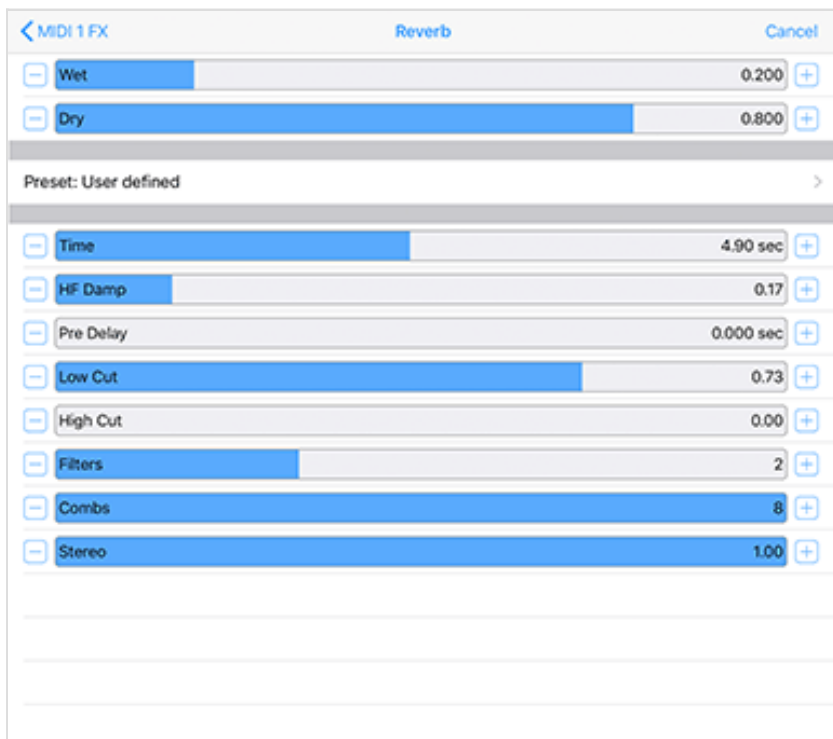 MIDI 1 FX Reverb Cancel
Wet 0.200
Dry 0.800
Preset: User defined
Time 4.90 sec
HF Damp 0.17
Pre Delay 0.000 sec
Low Cut 0.73
High Cut 0.00
Filters 2
Combs 8
Stereo 1.00